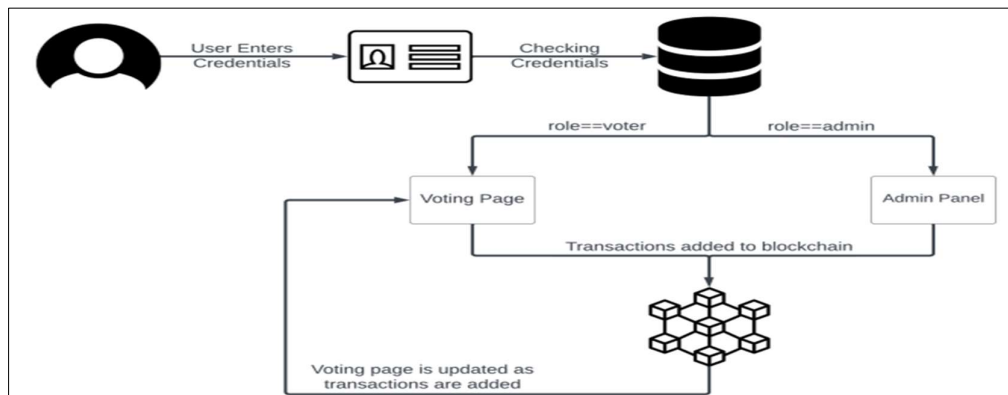 User Enters
Credentials
Checking
Credentials
role==voter
role==admin
Voting Page
Admin Panel
Transactions added to blockchain
Voting page is updated as
transactions are added